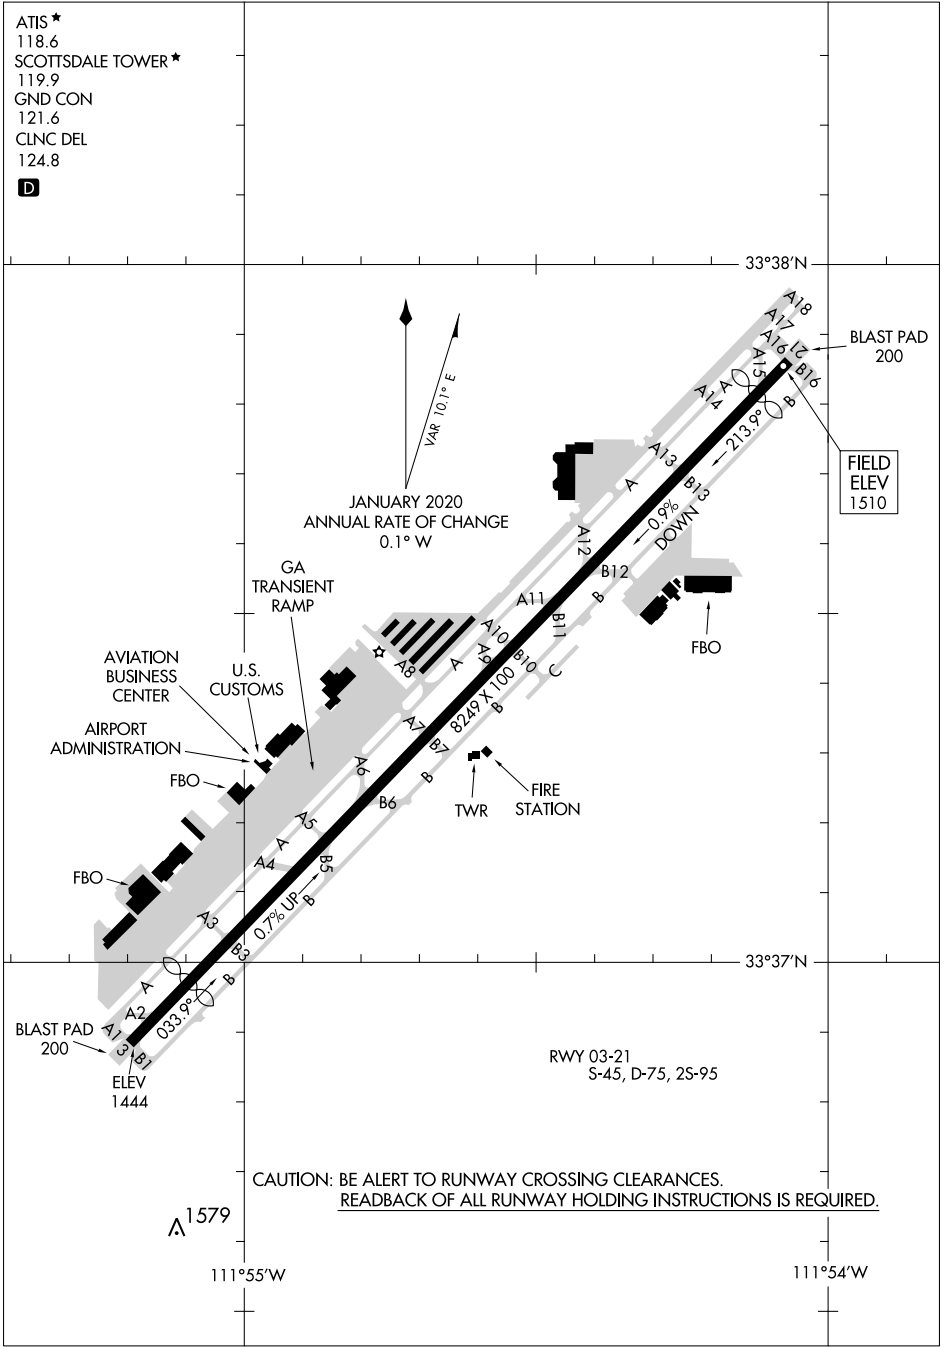 ATIS ★
118.6
SCOTTSDALE TOWER ★
119.9
GND CON
121.6
CLNC DEL
124.8
D
33°38'N
A18
A17
A16
21
A15
B16
BLAST PAD
200
A
A14
B
213.9°
VAR 10.1° E
A13
FIELD
ELEV
1510
A
B13
JANUARY 2020
ANNUAL RATE OF CHANGE
0.1° W
0.9%
DOWN
A12
GA
TRANSIENT
RAMP
B12
A11
B
B11
FBO
A10
AVIATION
BUSINESS
CENTER
U.S.
CUSTOMS
A8
A
A9
B10
C
8249 X 100
B
AIRPORT
ADMINISTRATION
A7
B7
FBO
A6
B
TWR
FIRE
STATION
B6
A5
A
A4
B5
FBO
B
A3
0.7% UP
B3
33°37'N
A
B
033.9°
A2
BLAST PAD
200
A1
3
B1
RWY 03-21
S-45, D-75, 2S-95
ELEV
1444
CAUTION: BE ALERT TO RUNWAY CROSSING CLEARANCES.
READBACK OF ALL RUNWAY HOLDING INSTRUCTIONS IS REQUIRED.
1579
111°55'W
111°54'W